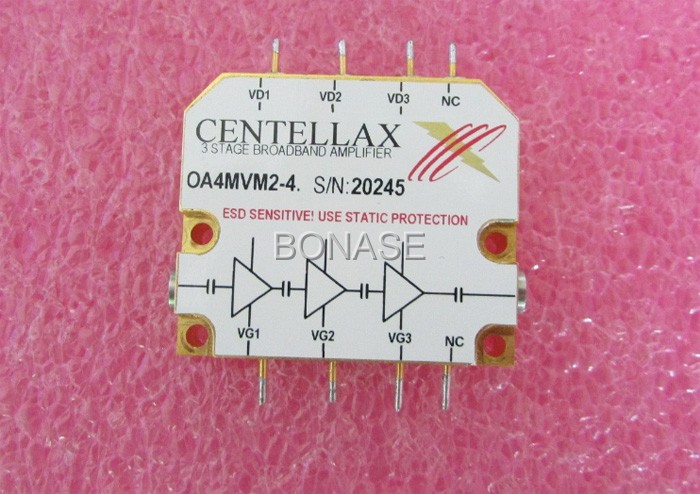 VD1 VD2 VD3 NC
CENTELLAX
3 STAGE BROADBAND AMPLIFIER
OA4MVM2-4. S/N:20245
ESD SENSITIVE! USE STATIC PROTECTION
BONASE
VG1 VG2 VG3 NC